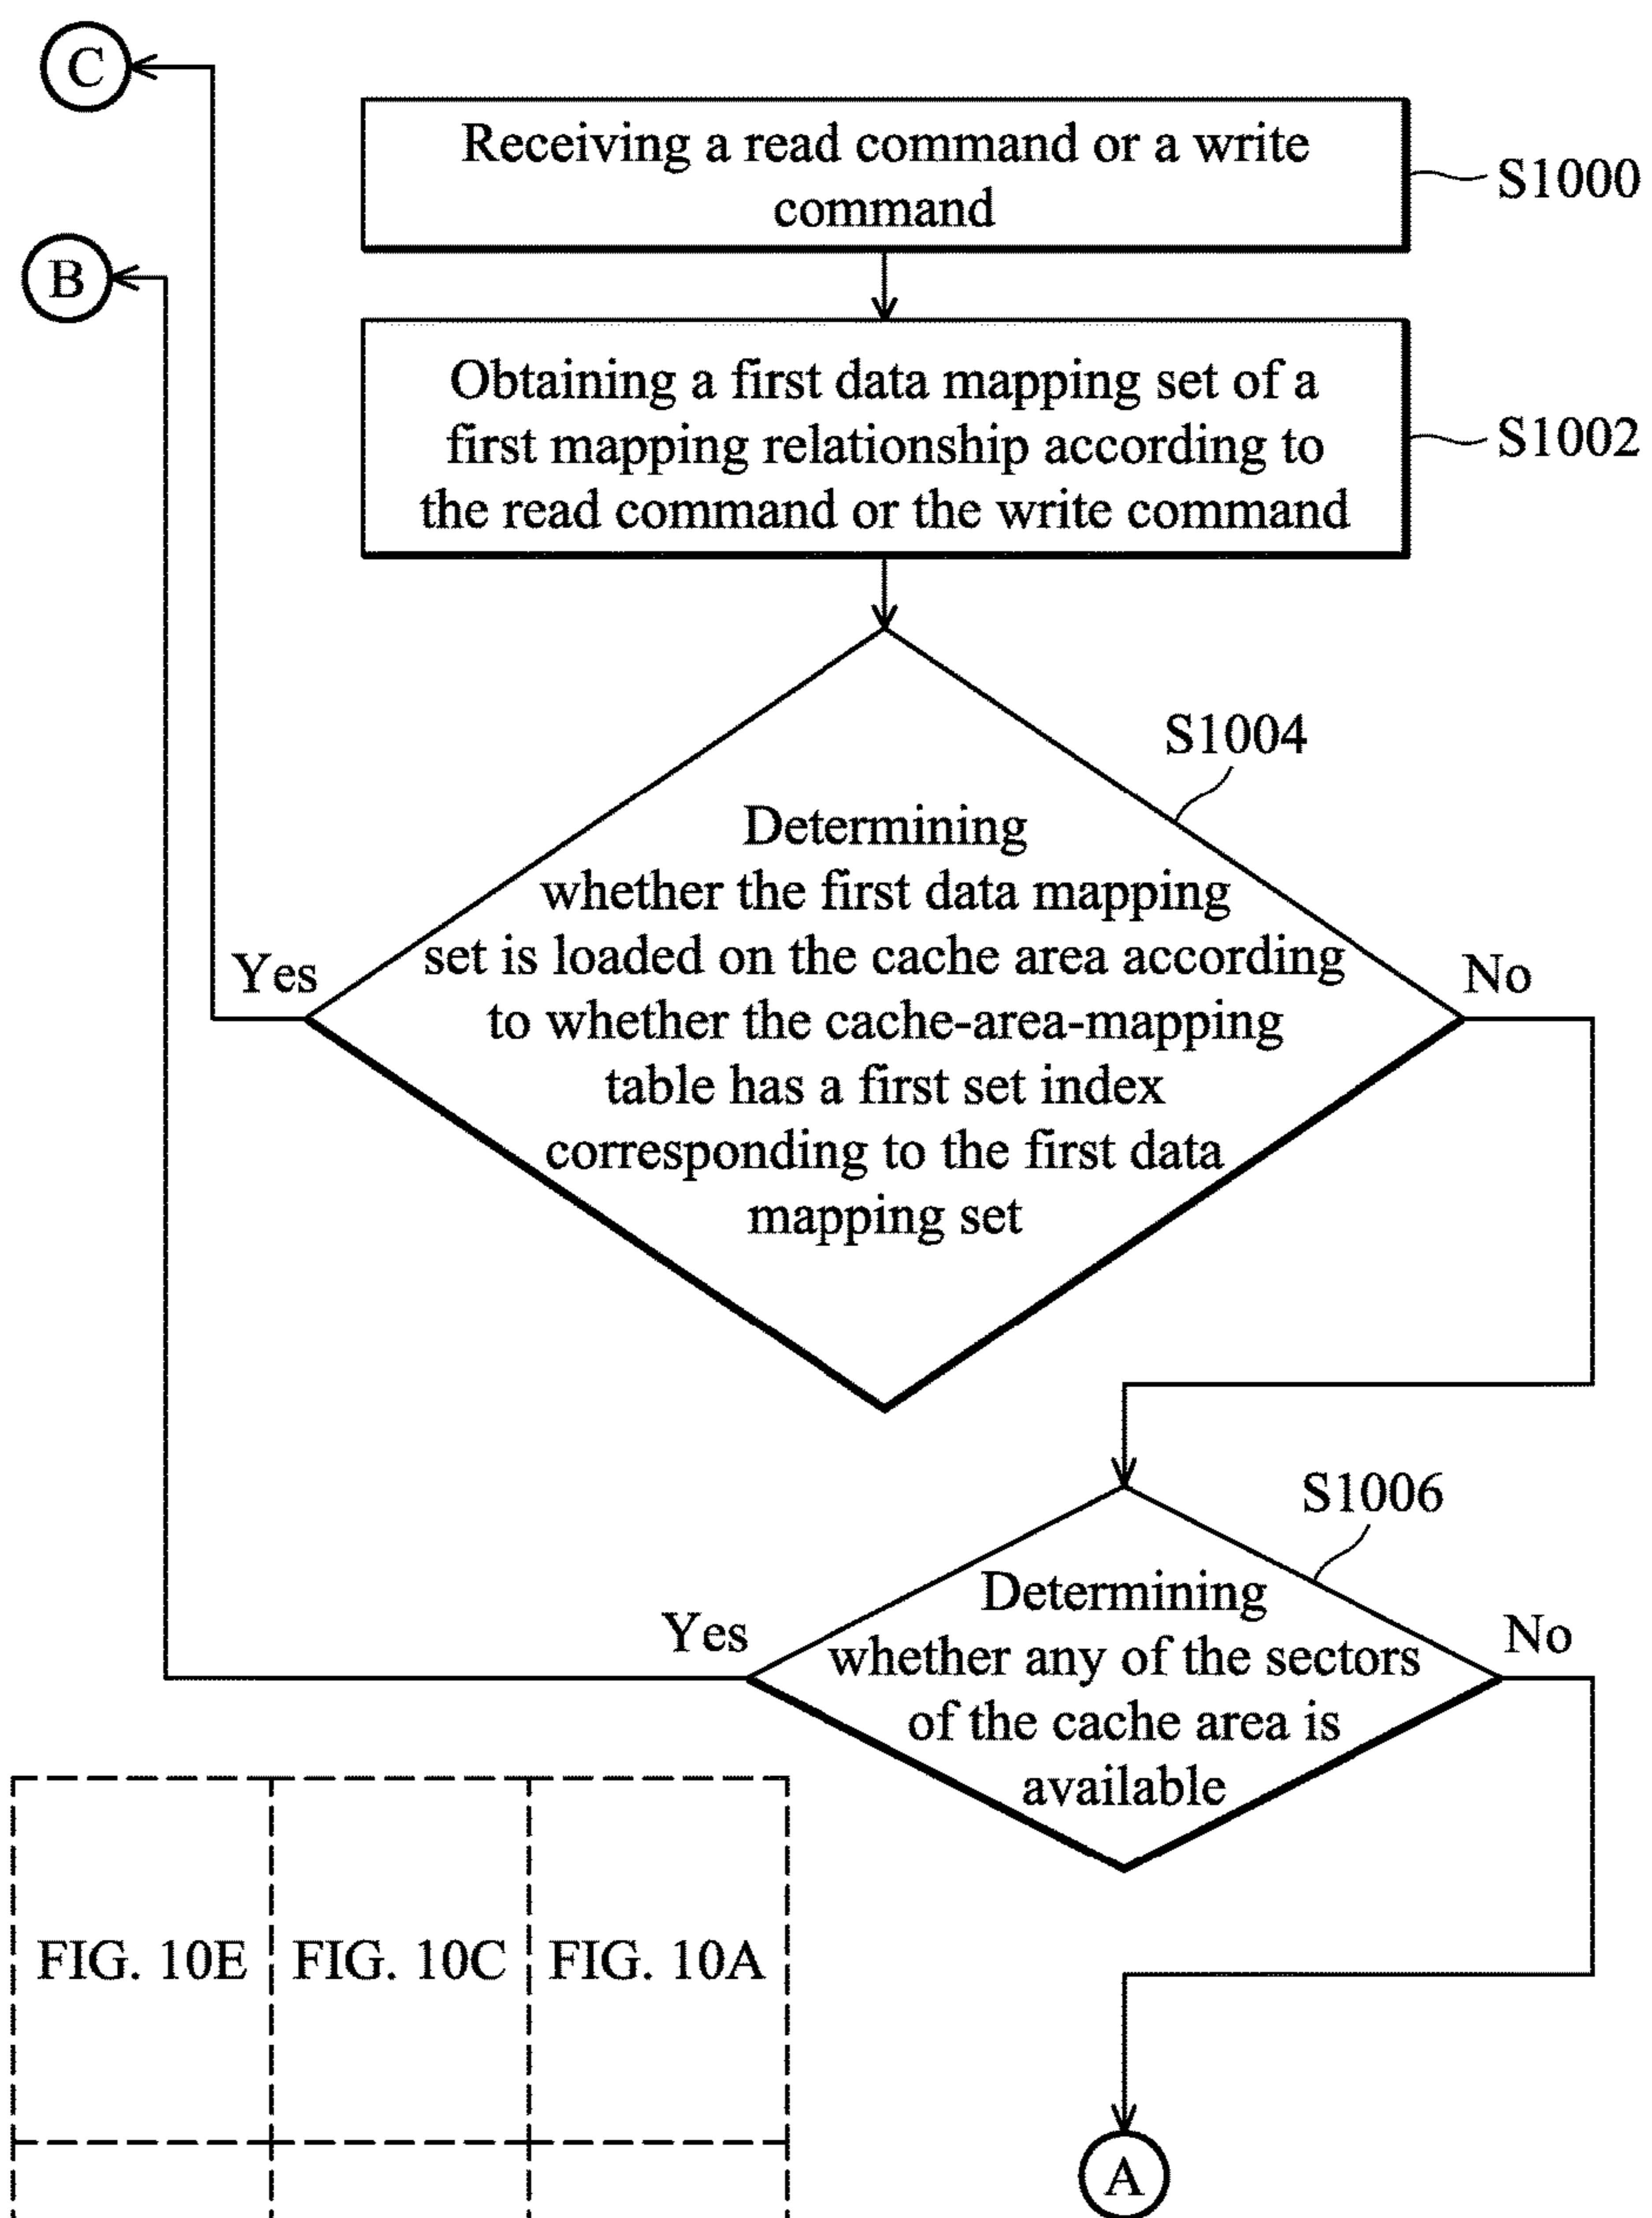 C
Receiving a read command or a write
command
S1000
B
Obtaining a first data mapping set of a
first mapping relationship according to
the read command or the write command
S1002
S1004
Determining
whether the first data mapping
set is loaded on the cache area according
to whether the cache-area-mapping
table has a first set index
corresponding to the first data
mapping set
Yes
No
S1006
Determining
whether any of the sectors
of the cache area is
available
Yes
No
FIG. 10E
FIG. 10C
FIG. 10A
A